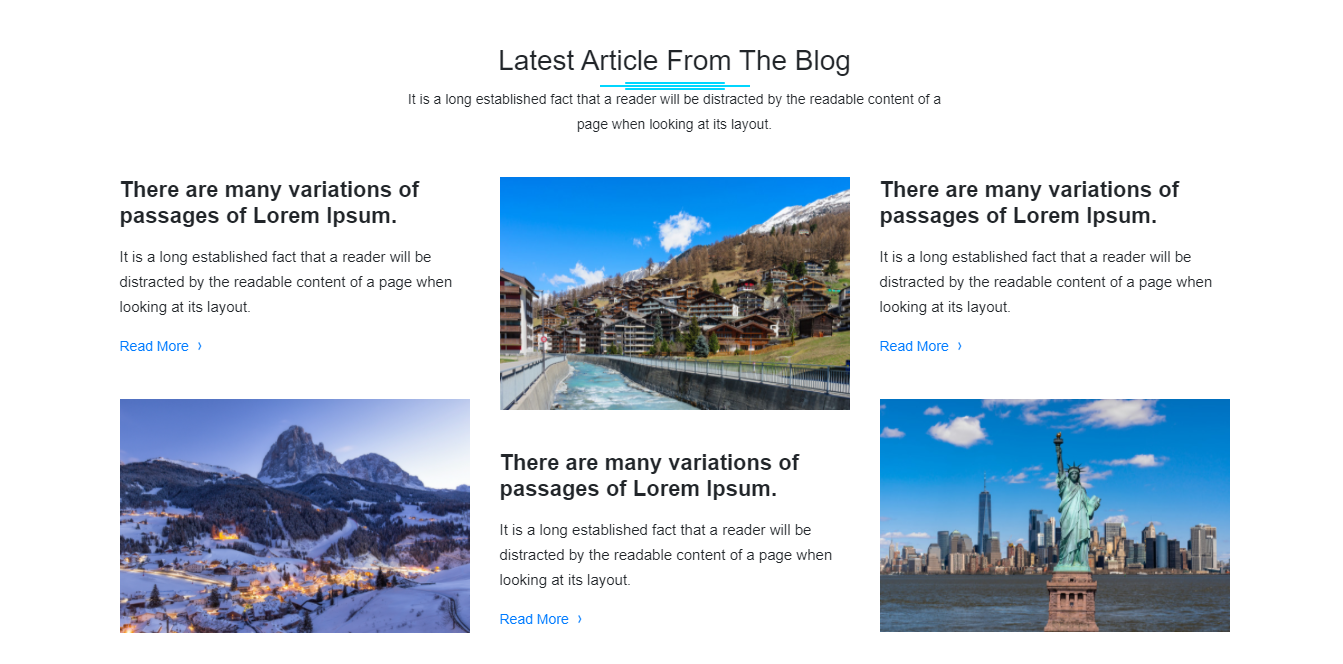 Latest Article From The Blog
It is a long established fact that a reader will be distracted by the readable content of a
page when looking at its layout.
There are many variations of
passages of Lorem Ipsum.
It is a long established fact that a reader will be
distracted by the readable content of a page when
looking at its layout.
Read More ›
There are many variations of
passages of Lorem Ipsum.
It is a long established fact that a reader will be
distracted by the readable content of a page when
looking at its layout.
Read More ›
There are many variations of
passages of Lorem Ipsum.
It is a long established fact that a reader will be
distracted by the readable content of a page when
looking at its layout.
Read More ›